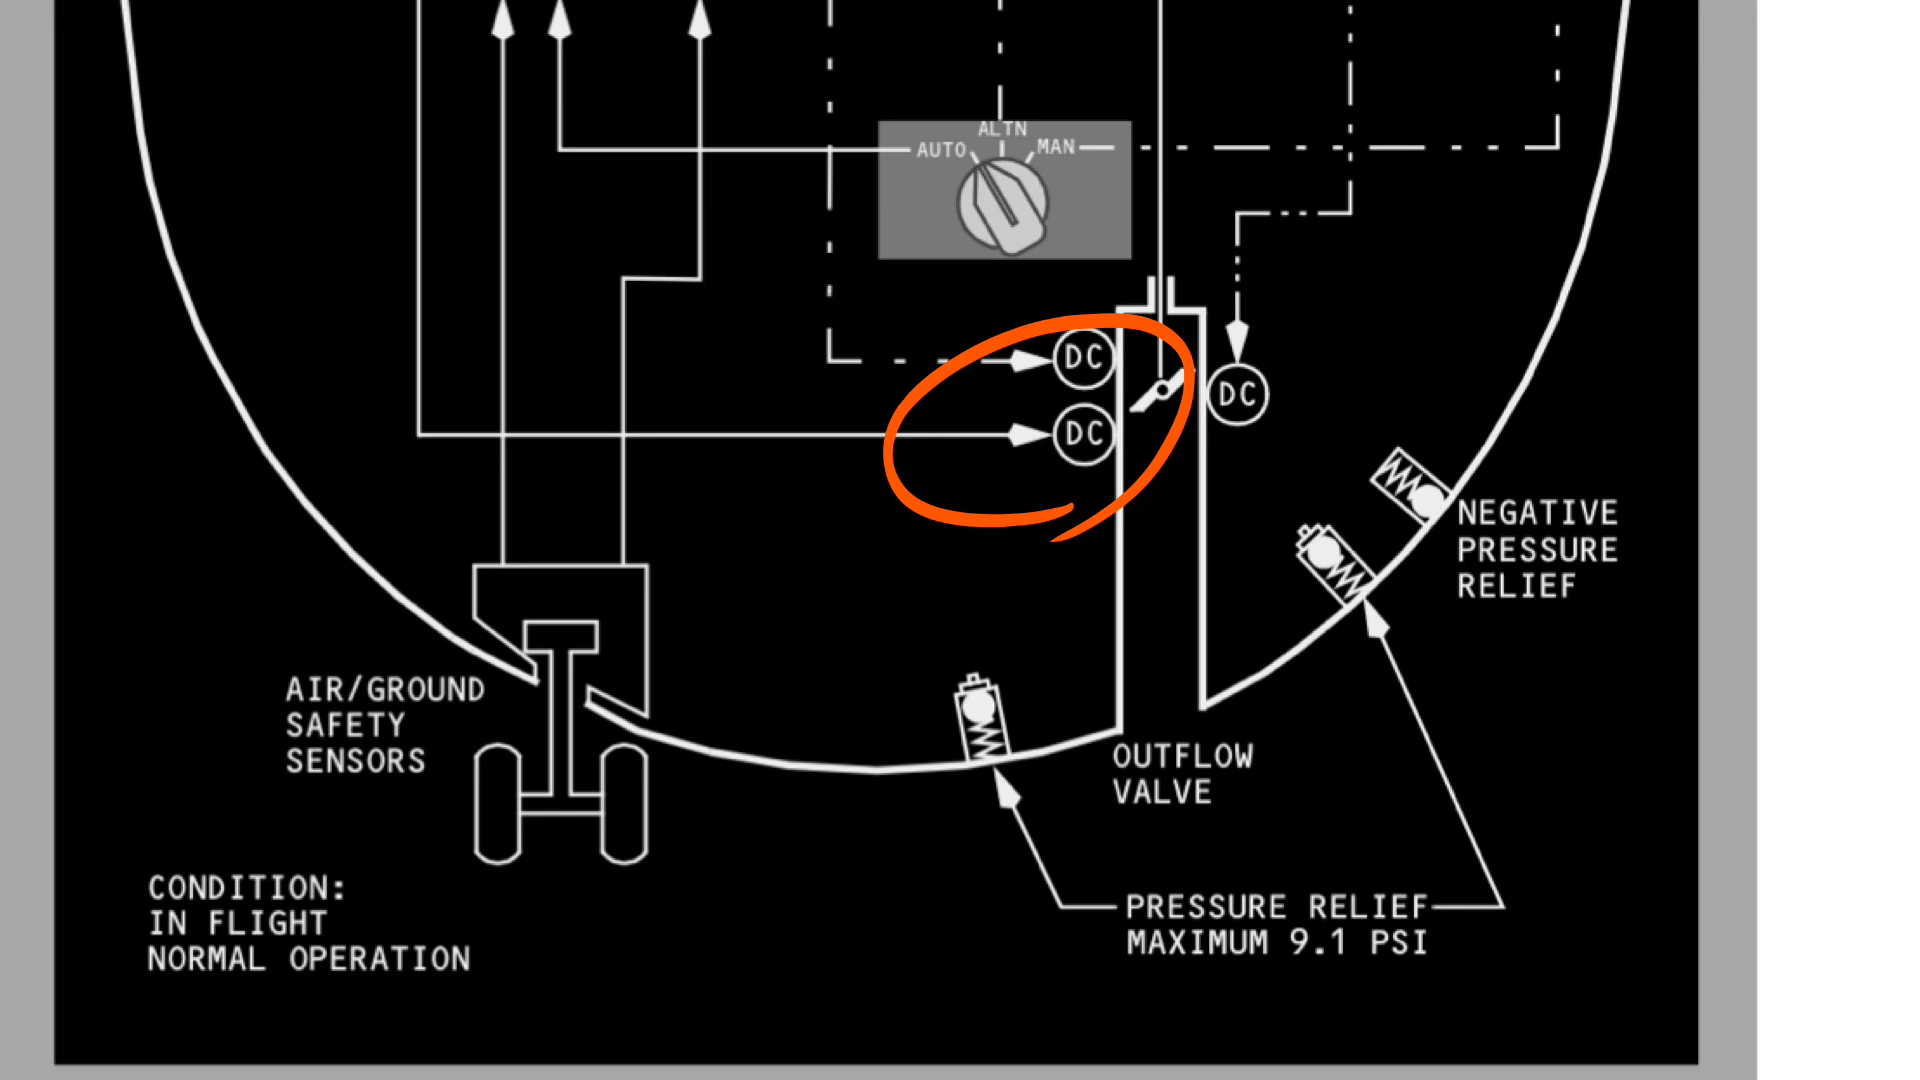 ALTN
AUTO
MAN
DC
DC
DC
NEGATIVE
PRESSURE
RELIEF
AIR/GROUND
SAFETY
SENSORS
OUTFLOW
VALVE
CONDITION:
IN FLIGHT
NORMAL OPERATION
PRESSURE RELIEF
MAXIMUM 9.1 PSI